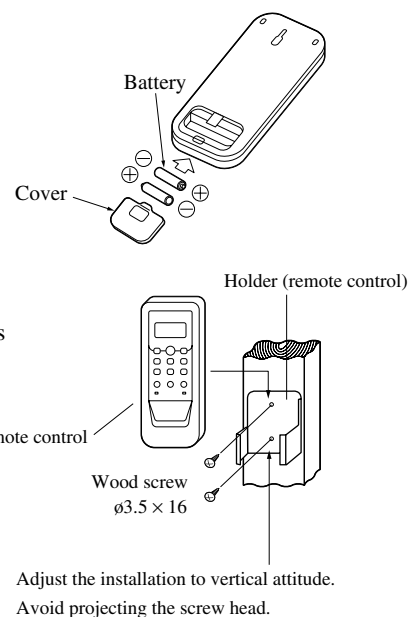 Battery
⊖
⊕
⊕
⊖
Cover
Holder (remote control)
s
note control
Wood screw
ø3.5 × 16
Adjust the installation to vertical attitude.
Avoid projecting the screw head.